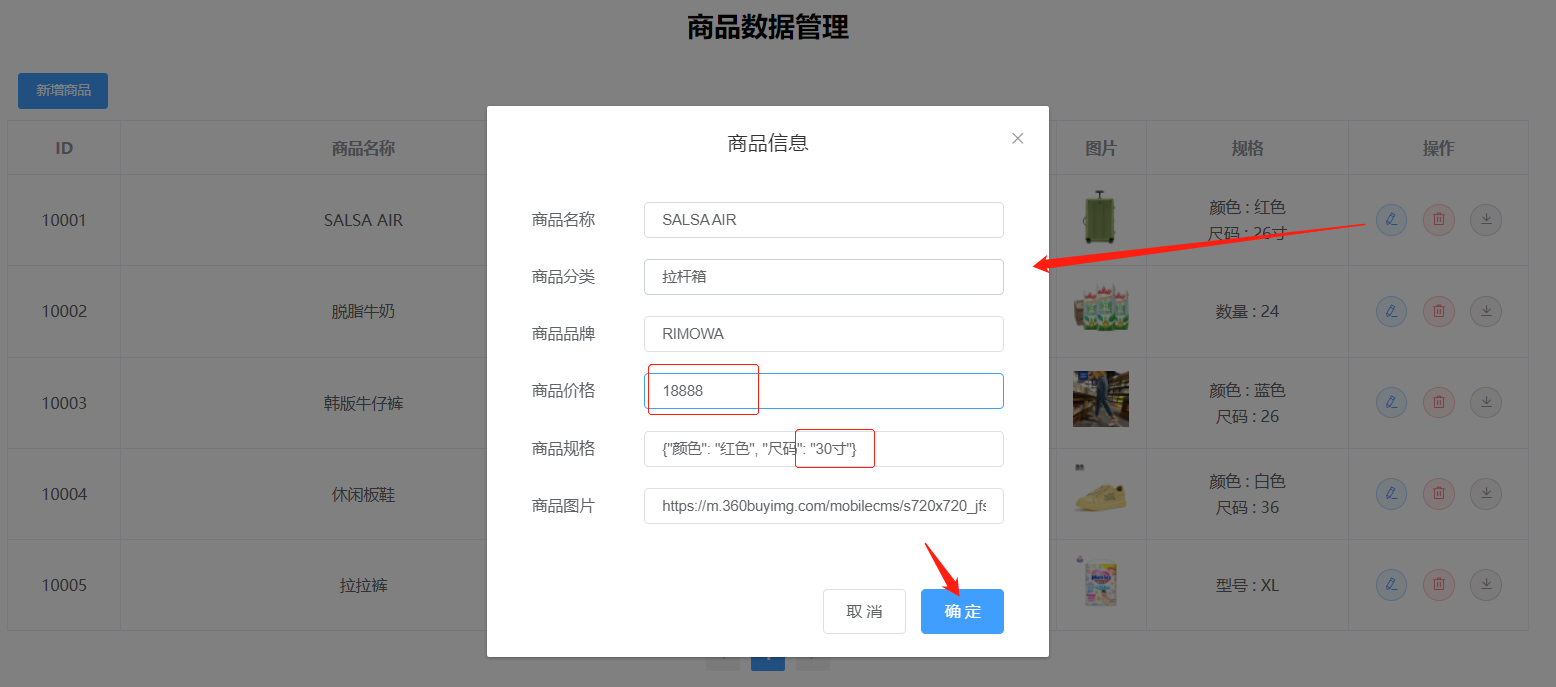 商品数据管理
新增商品
ID 商品名称 图片 规格 操作
10001 SALSA AIR 颜色 : 红色
尺码 : 26寸
10002 脱脂牛奶 数量 : 24
10003 韩版牛仔裤 颜色 : 蓝色
尺码 : 26
10004 休闲板鞋 颜色 : 白色
尺码 : 36
10005 拉拉裤 型号 : XL
商品信息
商品名称 SALSA AIR
商品分类 拉杆箱
商品品牌 RIMOWA
商品价格 18888
商品规格 {"颜色": "红色", "尺码": "30寸"}
商品图片 https://m.360buyimg.com/mobilecms/s720x720_jfs
取 消 确 定